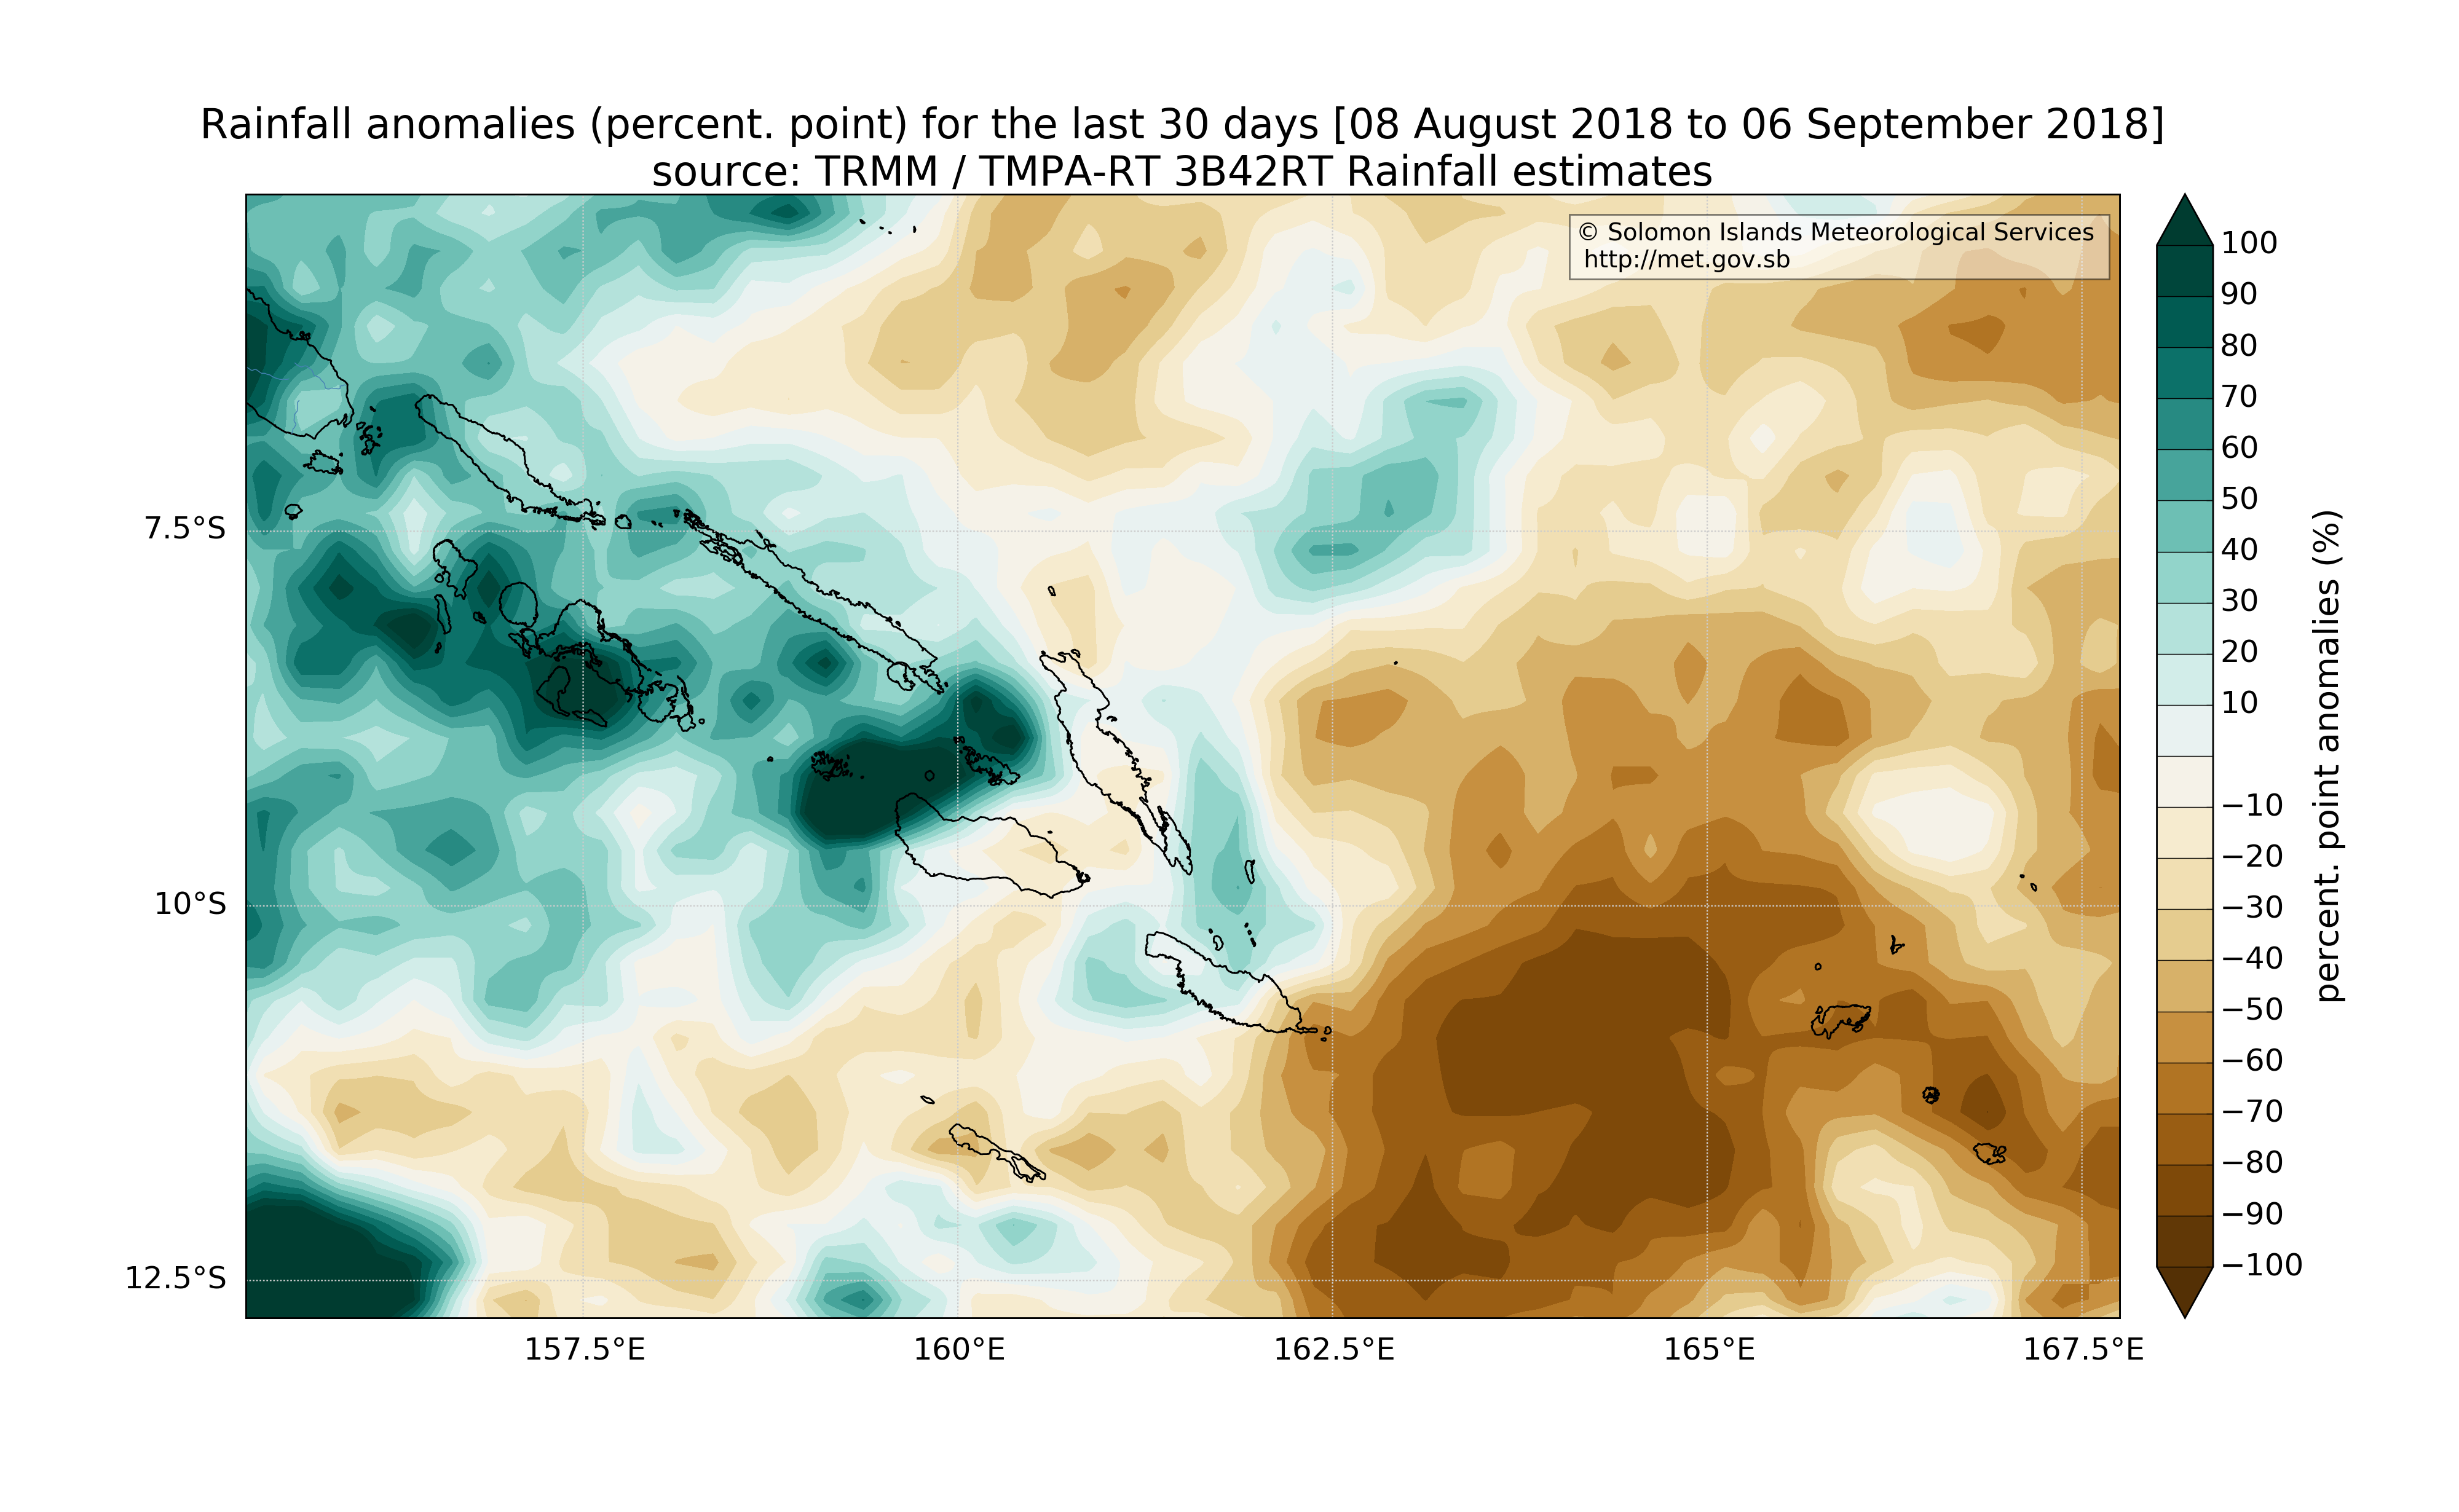 Rainfall anomalies (percent. point) for the last 30 days [08 August 2018 to 06 September 2018]
source: TRMM / TMPA-RT 3B42RT Rainfall estimates
© Solomon Islands Meteorological Services
http://met.gov.sb
7.5°S
10°S
12.5°S
157.5°E
160°E
162.5°E
165°E
167.5°E
100
90
80
70
60
50
40
30
20
10
−10
−20
−30
−40
−50
−60
−70
−80
−90
−100
percent. point anomalies (%)